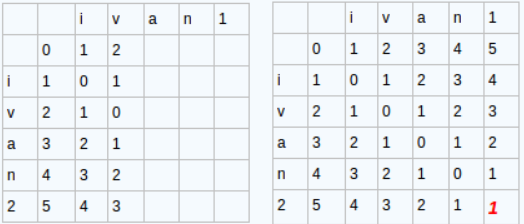 i v a n 1
0 1 2
i 1 0 1
v 2 1 0
a 3 2 1
n 4 3 2
2 5 4 3
i v a n 1
0 1 2 3 4 5
i 1 0 1 2 3 4
v 2 1 0 1 2 3
a 3 2 1 0 1 2
n 4 3 2 1 0 1
2 5 4 3 2 1 1